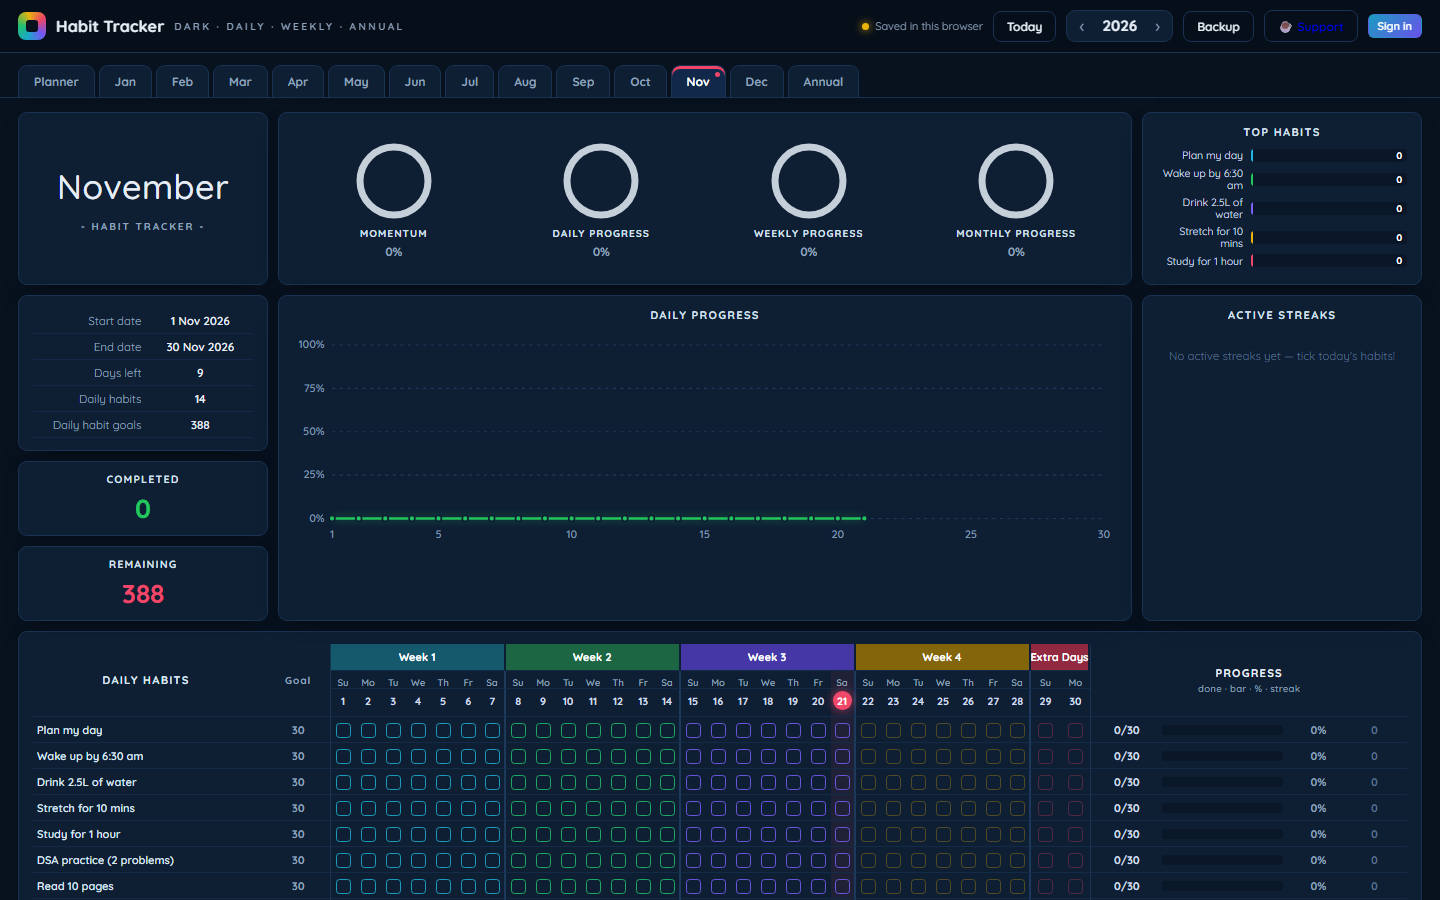 Habit Tracker DARK · DAILY · WEEKLY · ANNUAL Saved in this browser Today ‹ 2026 › Backup Support Sign in
Planner Jan Feb Mar Apr May Jun Jul Aug Sep Oct Nov Dec Annual
November
- HABIT TRACKER -
MOMENTUM DAILY PROGRESS WEEKLY PROGRESS MONTHLY PROGRESS
0% 0% 0% 0%
TOP HABITS
Plan my day 0
Wake up by 6:30
am 0
Drink 2.5L of
water 0
Stretch for 10
mins 0
Study for 1 hour 0
Start date 1 Nov 2026
End date 30 Nov 2026
Days left 9
Daily habits 14
Daily habit goals 388
COMPLETED
0
REMAINING
388
DAILY PROGRESS
100%
75%
50%
25%
0%
1 5 10 15 20 25 30
ACTIVE STREAKS
No active streaks yet — tick today's habits!
DAILY HABITS Goal
Week 1 Week 2 Week 3 Week 4 Extra Days
Su Mo Tu We Th Fr Sa Su Mo Tu We Th Fr Sa Su Mo Tu We Th Fr Sa Su Mo Tu We Th Fr Sa Su Mo
1 2 3 4 5 6 7 8 9 10 11 12 13 14 15 16 17 18 19 20 21 22 23 24 25 26 27 28 29 30
PROGRESS
done · bar · % · streak
Plan my day 30 0/30 0% 0
Wake up by 6:30 am 30 0/30 0% 0
Drink 2.5L of water 30 0/30 0% 0
Stretch for 10 mins 30 0/30 0% 0
Study for 1 hour 30 0/30 0% 0
DSA practice (2 problems) 30 0/30 0% 0
Read 10 pages 30 0/30 0% 0